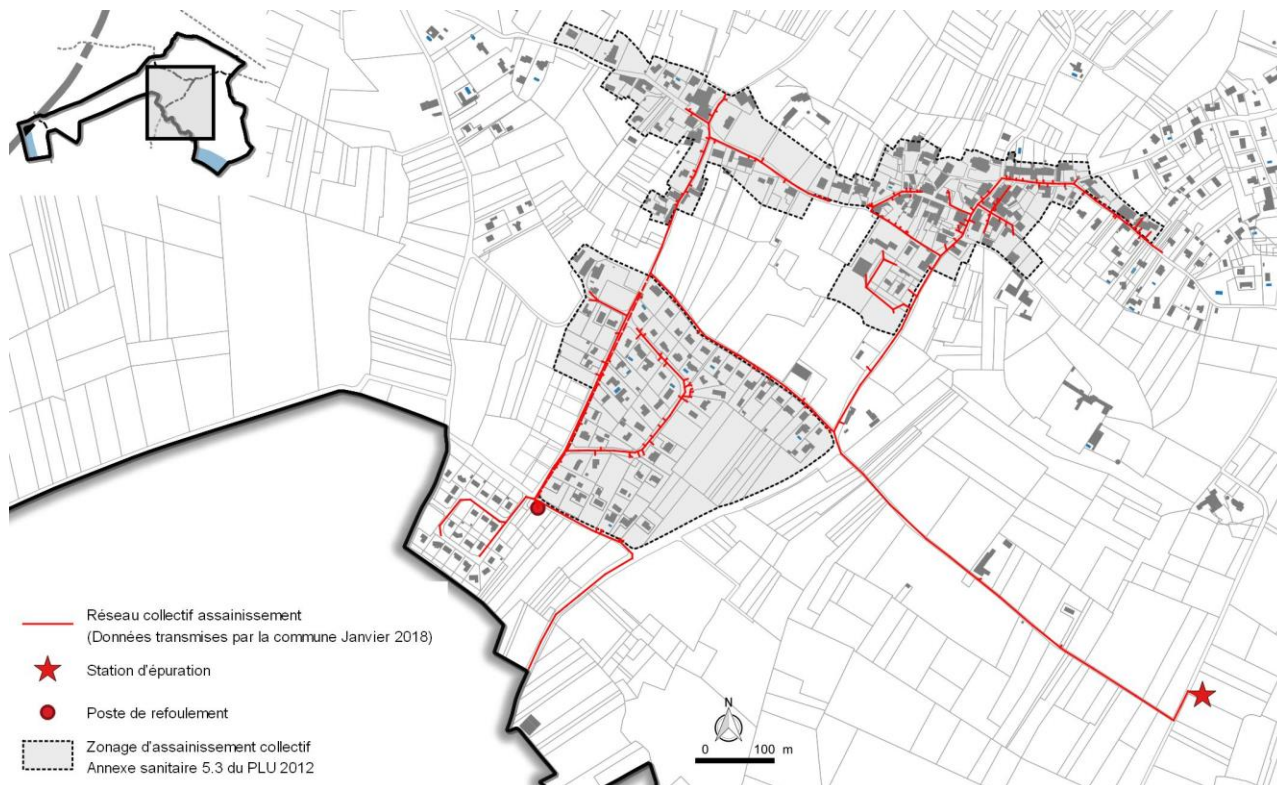 Réseau collectif assainissement
(Données transmises par la commune Janvier 2018)
Station d'épuration
Poste de refoulement
Zonage d'assainissement collectif
Annexe sanitaire 5.3 du PLU 2012
N
0 100 m